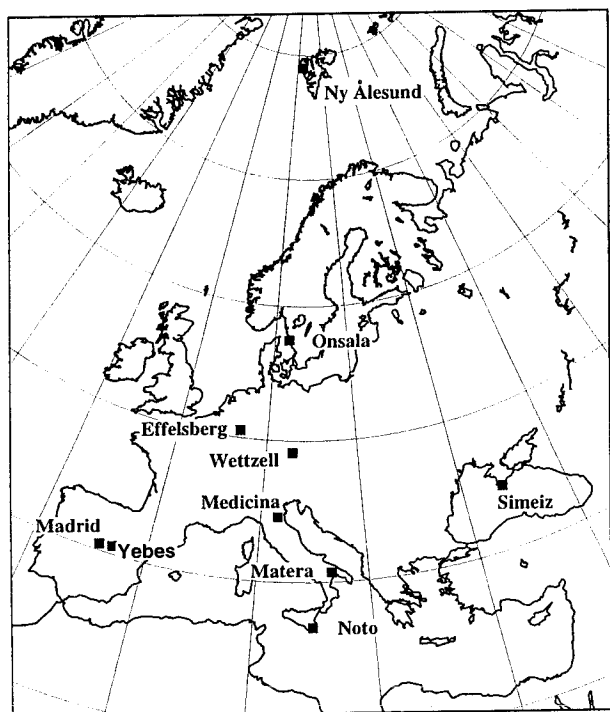 Ny Ålesund
Onsala
Effelsberg
Wettzell
Medicina
Simeiz
Madrid
Yebes
Matera
Noto